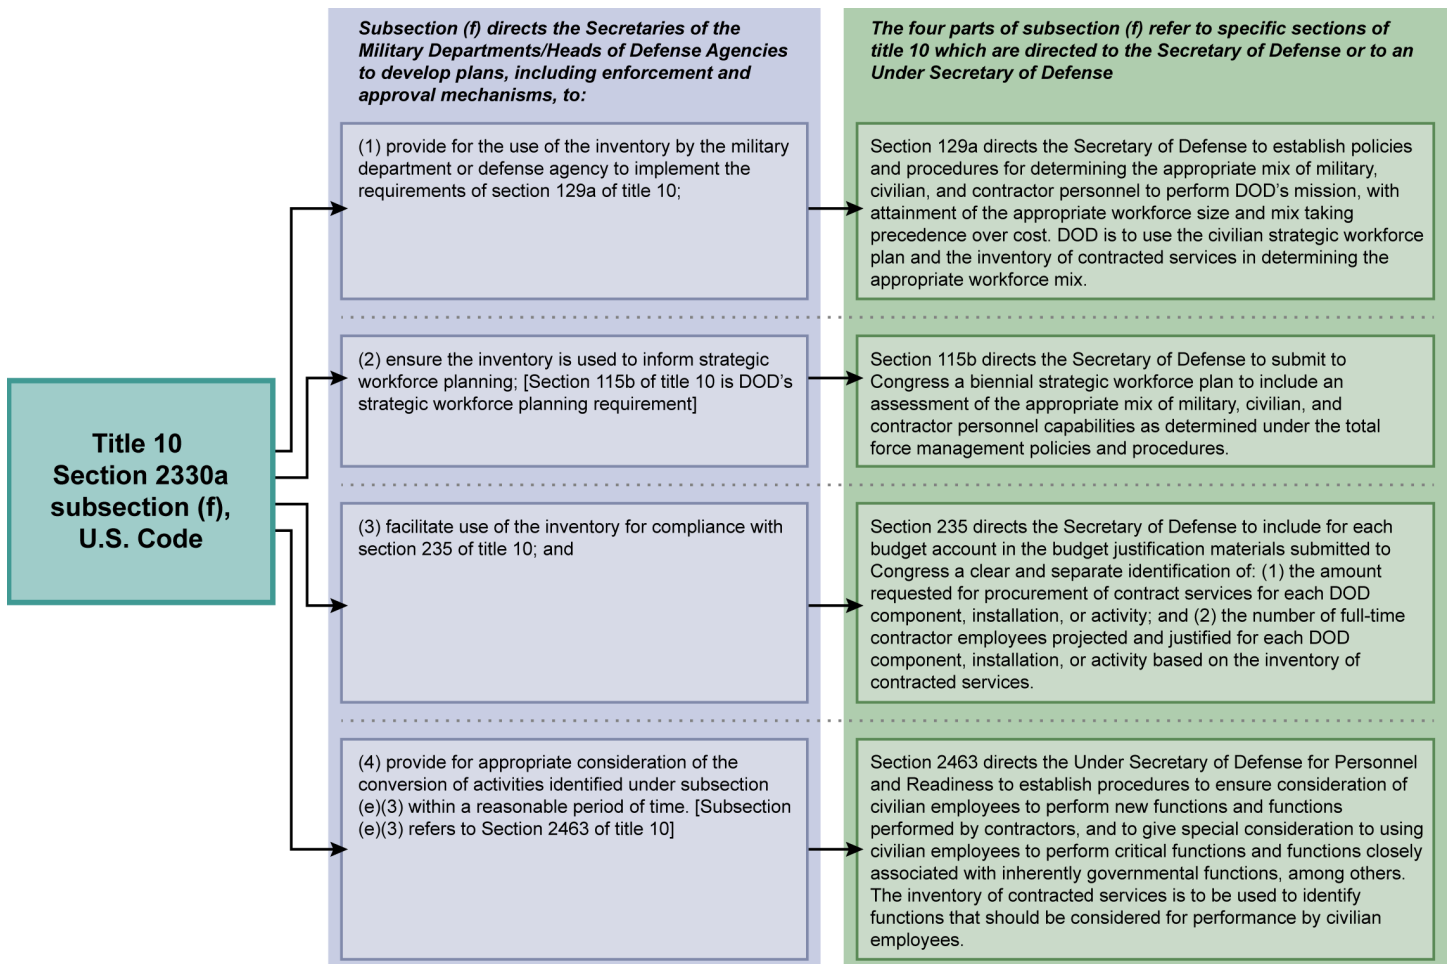 Title 10
Section 2330a
subsection (f),
U.S. Code
Subsection (f) directs the Secretaries of the
Military Departments/Heads of Defense Agencies
to develop plans, including enforcement and
approval mechanisms, to:
The four parts of subsection (f) refer to specific sections of
title 10 which are directed to the Secretary of Defense or to an
Under Secretary of Defense
(1) provide for the use of the inventory by the military
department or defense agency to implement the
requirements of section 129a of title 10;
Section 129a directs the Secretary of Defense to establish policies
and procedures for determining the appropriate mix of military,
civilian, and contractor personnel to perform DOD’s mission, with
attainment of the appropriate workforce size and mix taking
precedence over cost. DOD is to use the civilian strategic workforce
plan and the inventory of contracted services in determining the
appropriate workforce mix.
(2) ensure the inventory is used to inform strategic
workforce planning; [Section 115b of title 10 is DOD’s
strategic workforce planning requirement]
Section 115b directs the Secretary of Defense to submit to
Congress a biennial strategic workforce plan to include an
assessment of the appropriate mix of military, civilian, and
contractor personnel capabilities as determined under the total
force management policies and procedures.
(3) facilitate use of the inventory for compliance with
section 235 of title 10; and
Section 235 directs the Secretary of Defense to include for each
budget account in the budget justification materials submitted to
Congress a clear and separate identification of: (1) the amount
requested for procurement of contract services for each DOD
component, installation, or activity; and (2) the number of full-time
contractor employees projected and justified for each DOD
component, installation, or activity based on the inventory of
contracted services.
(4) provide for appropriate consideration of the
conversion of activities identified under subsection
(e)(3) within a reasonable period of time. [Subsection
(e)(3) refers to Section 2463 of title 10]
Section 2463 directs the Under Secretary of Defense for Personnel
and Readiness to establish procedures to ensure consideration of
civilian employees to perform new functions and functions
performed by contractors, and to give special consideration to using
civilian employees to perform critical functions and functions closely
associated with inherently governmental functions, among others.
The inventory of contracted services is to be used to identify
functions that should be considered for performance by civilian
employees.